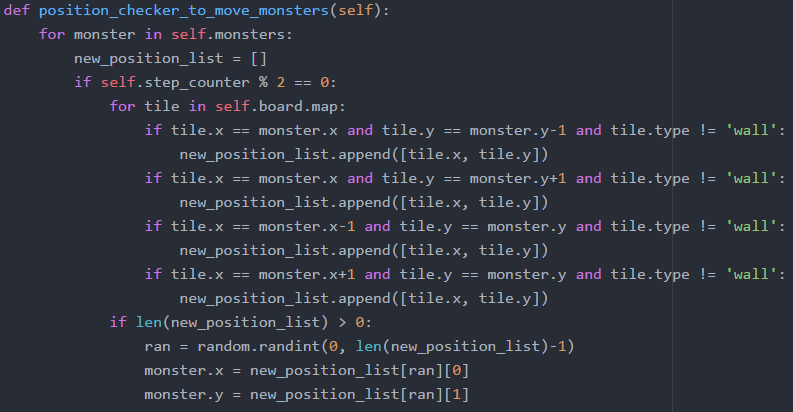 def position_checker_to_move_monsters(self):
    for monster in self.monsters:
        new_position_list = []
        if self.step_counter % 2 == 0:
            for tile in self.board.map:
                if tile.x == monster.x and tile.y == monster.y-1 and tile.type != 'wall':
                    new_position_list.append([tile.x, tile.y])
                if tile.x == monster.x and tile.y == monster.y+1 and tile.type != 'wall':
                    new_position_list.append([tile.x, tile.y])
                if tile.x == monster.x-1 and tile.y == monster.y and tile.type != 'wall':
                    new_position_list.append([tile.x, tile.y])
                if tile.x == monster.x+1 and tile.y == monster.y and tile.type != 'wall':
                    new_position_list.append([tile.x, tile.y])
            if len(new_position_list) > 0:
                ran = random.randint(0, len(new_position_list)-1)
                monster.x = new_position_list[ran][0]
                monster.y = new_position_list[ran][1]